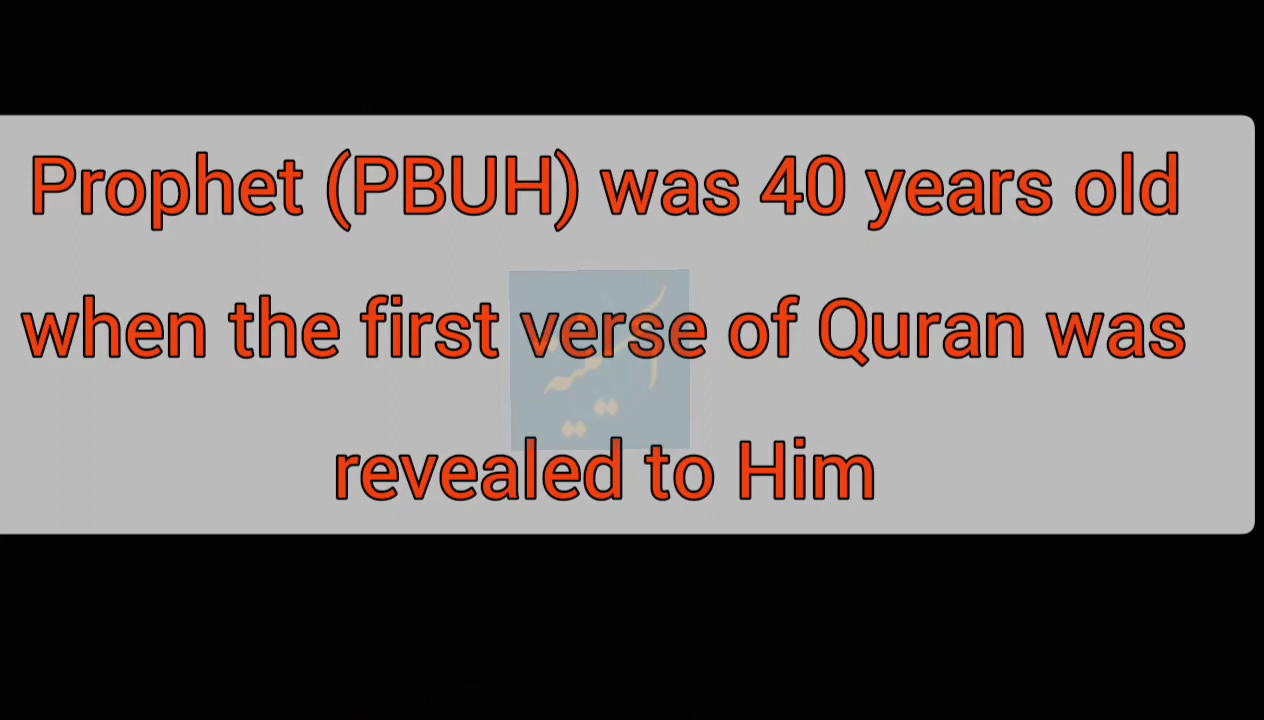 Prophet (PBUH) was 40 years old
when the first verse of Quran was
revealed to Him